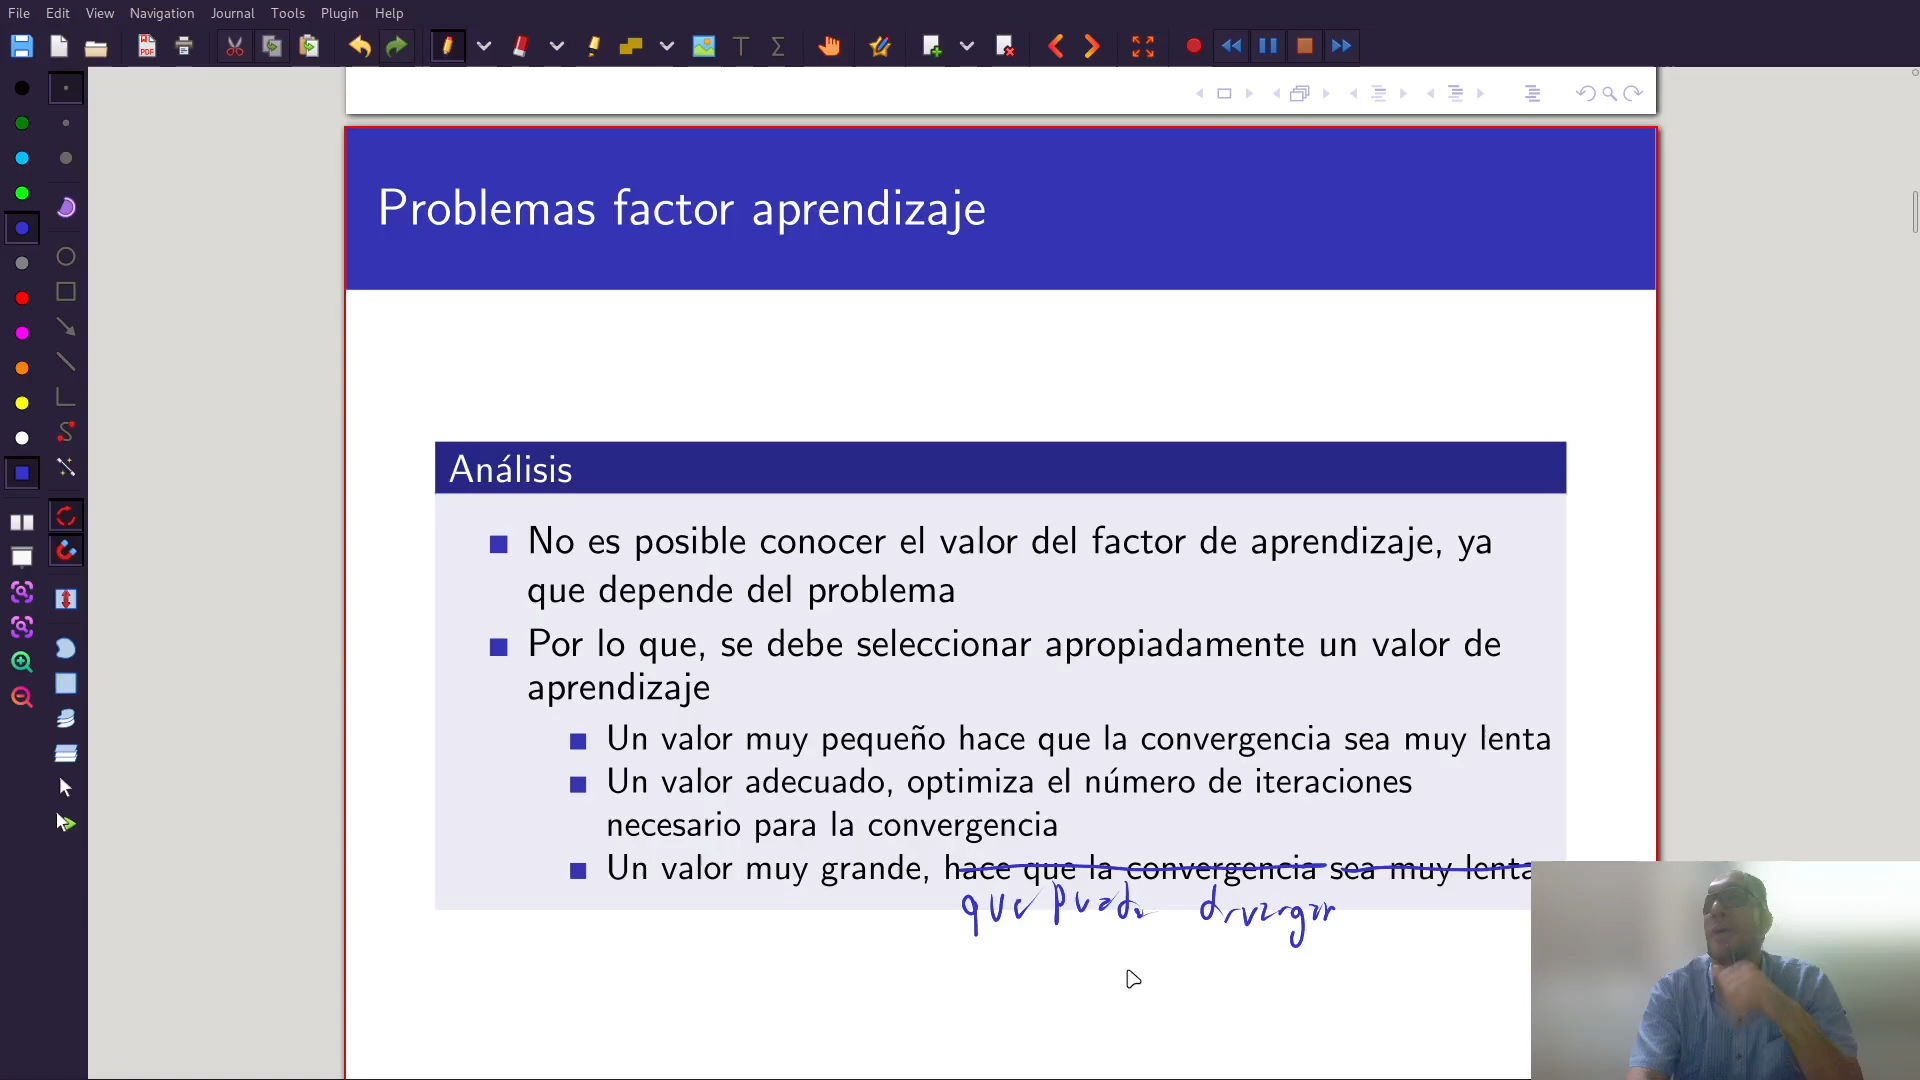 File Edit View Navigation Journal Tools Plugin Help
Problemas factor aprendizaje
Análisis
No es posible conocer el valor del factor de aprendizaje, ya
que depende del problema
Por lo que, se debe seleccionar apropiadamente un valor de
aprendizaje
Un valor muy pequeño hace que la convergencia sea muy lenta
Un valor adecuado, optimiza el número de iteraciones
necesario para la convergencia
Un valor muy grande, hace que la convergencia sea muy lenta
que puede divergir